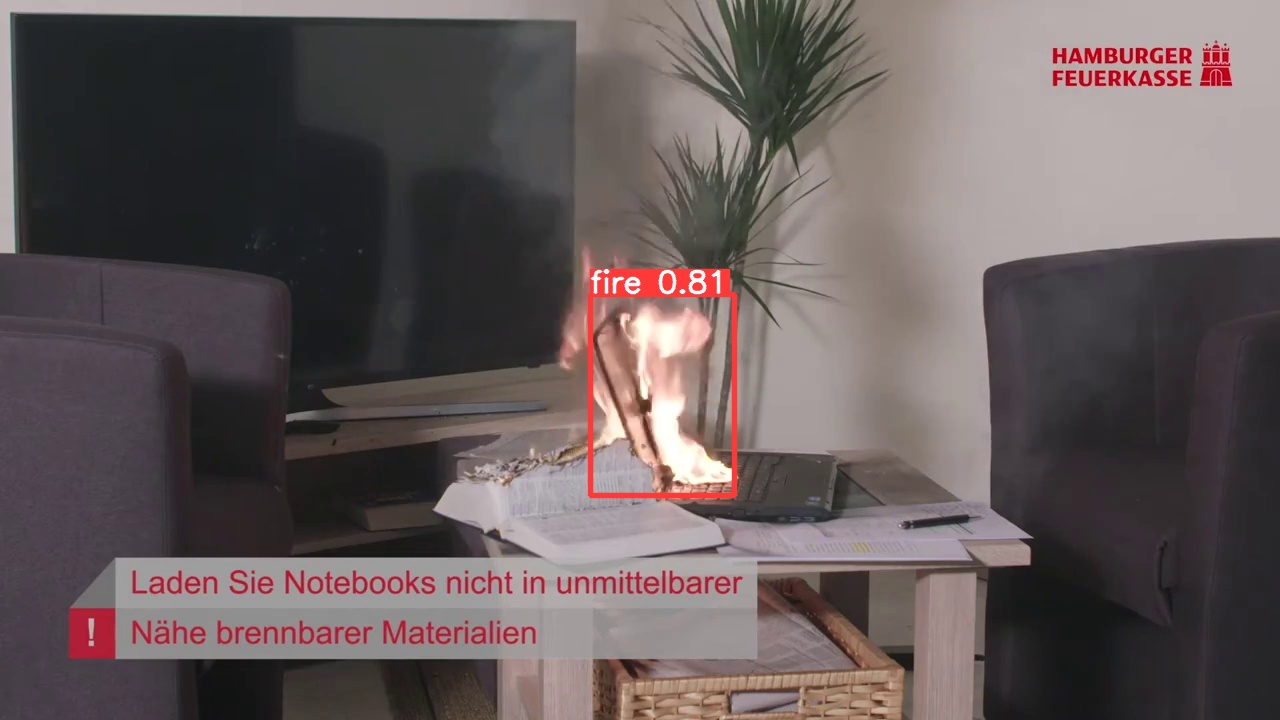 HAMBURGER
FEUERKASSE
fire 0.81
Laden Sie Notebooks nicht in unmittelbarer
! Nähe brennbarer Materialien